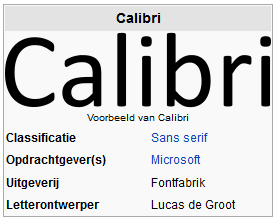 Calibri
Calibri
Voorbeeld van Calibri
Classificatie Sans serif
Opdrachtgever(s) Microsoft
Uitgeverij Fontfabrik
Letterontwerper Lucas de Groot